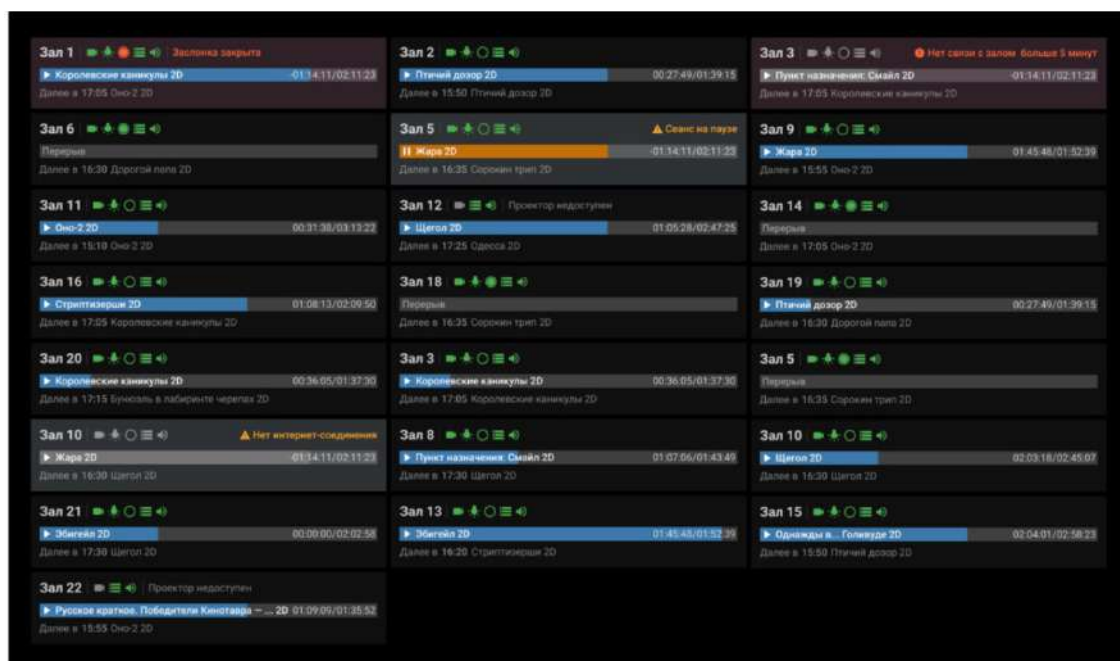 Зал 1 Заслонка закрыта
Королевские каникулы 2D -01:14:11/02:11:23
Далее в 17:05 Оно-2 2D
Зал 2
Птичий дозор 2D 00:27:49/01:39:15
Далее в 15:50 Птичий дозор 2D
Зал 3 Нет связи с залом больше 5 минут
Пункт назначения: Смайл 2D -01:14:11/02:11:23
Далее в 17:05 Королевские каникулы 2D
Зал 6
Перерыв
Далее в 16:30 Дорогой папа 2D
Зал 5 Сеанс на паузе
Жара 2D -01:14:11/02:11:23
Далее в 16:35 Сорокин трип 2D
Зал 9
Жара 2D 01:45:48/01:52:39
Далее в 15:55 Оно-2 2D
Зал 11
Оно-2 2D 00:31:38/03:13:22
Далее в 15:10 Оно-2 2D
Зал 12 Проектор недоступен
Щегол 2D 01:05:28/02:47:25
Далее в 17:25 Одесса 2D
Зал 14
Перерыв
Далее в 17:05 Оно-2 2D
Зал 16
Стриптизерши 2D 01:08:13/02:09:50
Далее в 17:05 Королевские каникулы 2D
Зал 18
Перерыв
Далее в 16:35 Сорокин трип 2D
Зал 19
Птичий дозор 2D 00:27:49/01:39:15
Далее в 16:30 Дорогой папа 2D
Зал 20
Королевские каникулы 2D 00:36:05/01:37:30
Далее в 17:15 Бунюэль в лабиринте черепах 2D
Зал 3
Королевские каникулы 2D 00:36:05/01:37:30
Далее в 17:05 Королевские каникулы 2D
Зал 5
Перерыв
Далее в 16:35 Сорокин трип 2D
Зал 10 Нет интернет-соединения
Жара 2D -01:14:11/02:11:23
Далее в 16:30 Щегол 2D
Зал 8
Пункт назначения: Смайл 2D 01:07:06/01:43:49
Далее в 17:30 Щегол 2D
Зал 10
Щегол 2D 02:03:18/02:45:07
Далее в 16:30 Щегол 2D
Зал 21
Эбигейл 2D 00:00:00/02:02:58
Далее в 17:30 Щегол 2D
Зал 13
Эбигейл 2D 01:45:48/01:52:39
Далее в 16:20 Стриптизерши 2D
Зал 15
Однажды в... Голливуде 2D 02:04:01/02:58:23
Далее в 15:50 Птичий дозор 2D
Зал 22 Проектор недоступен
Русское краткое. Победители Кинотавра — ... 2D 01:09:09/01:35:52
Далее в 15:55 Оно-2 2D